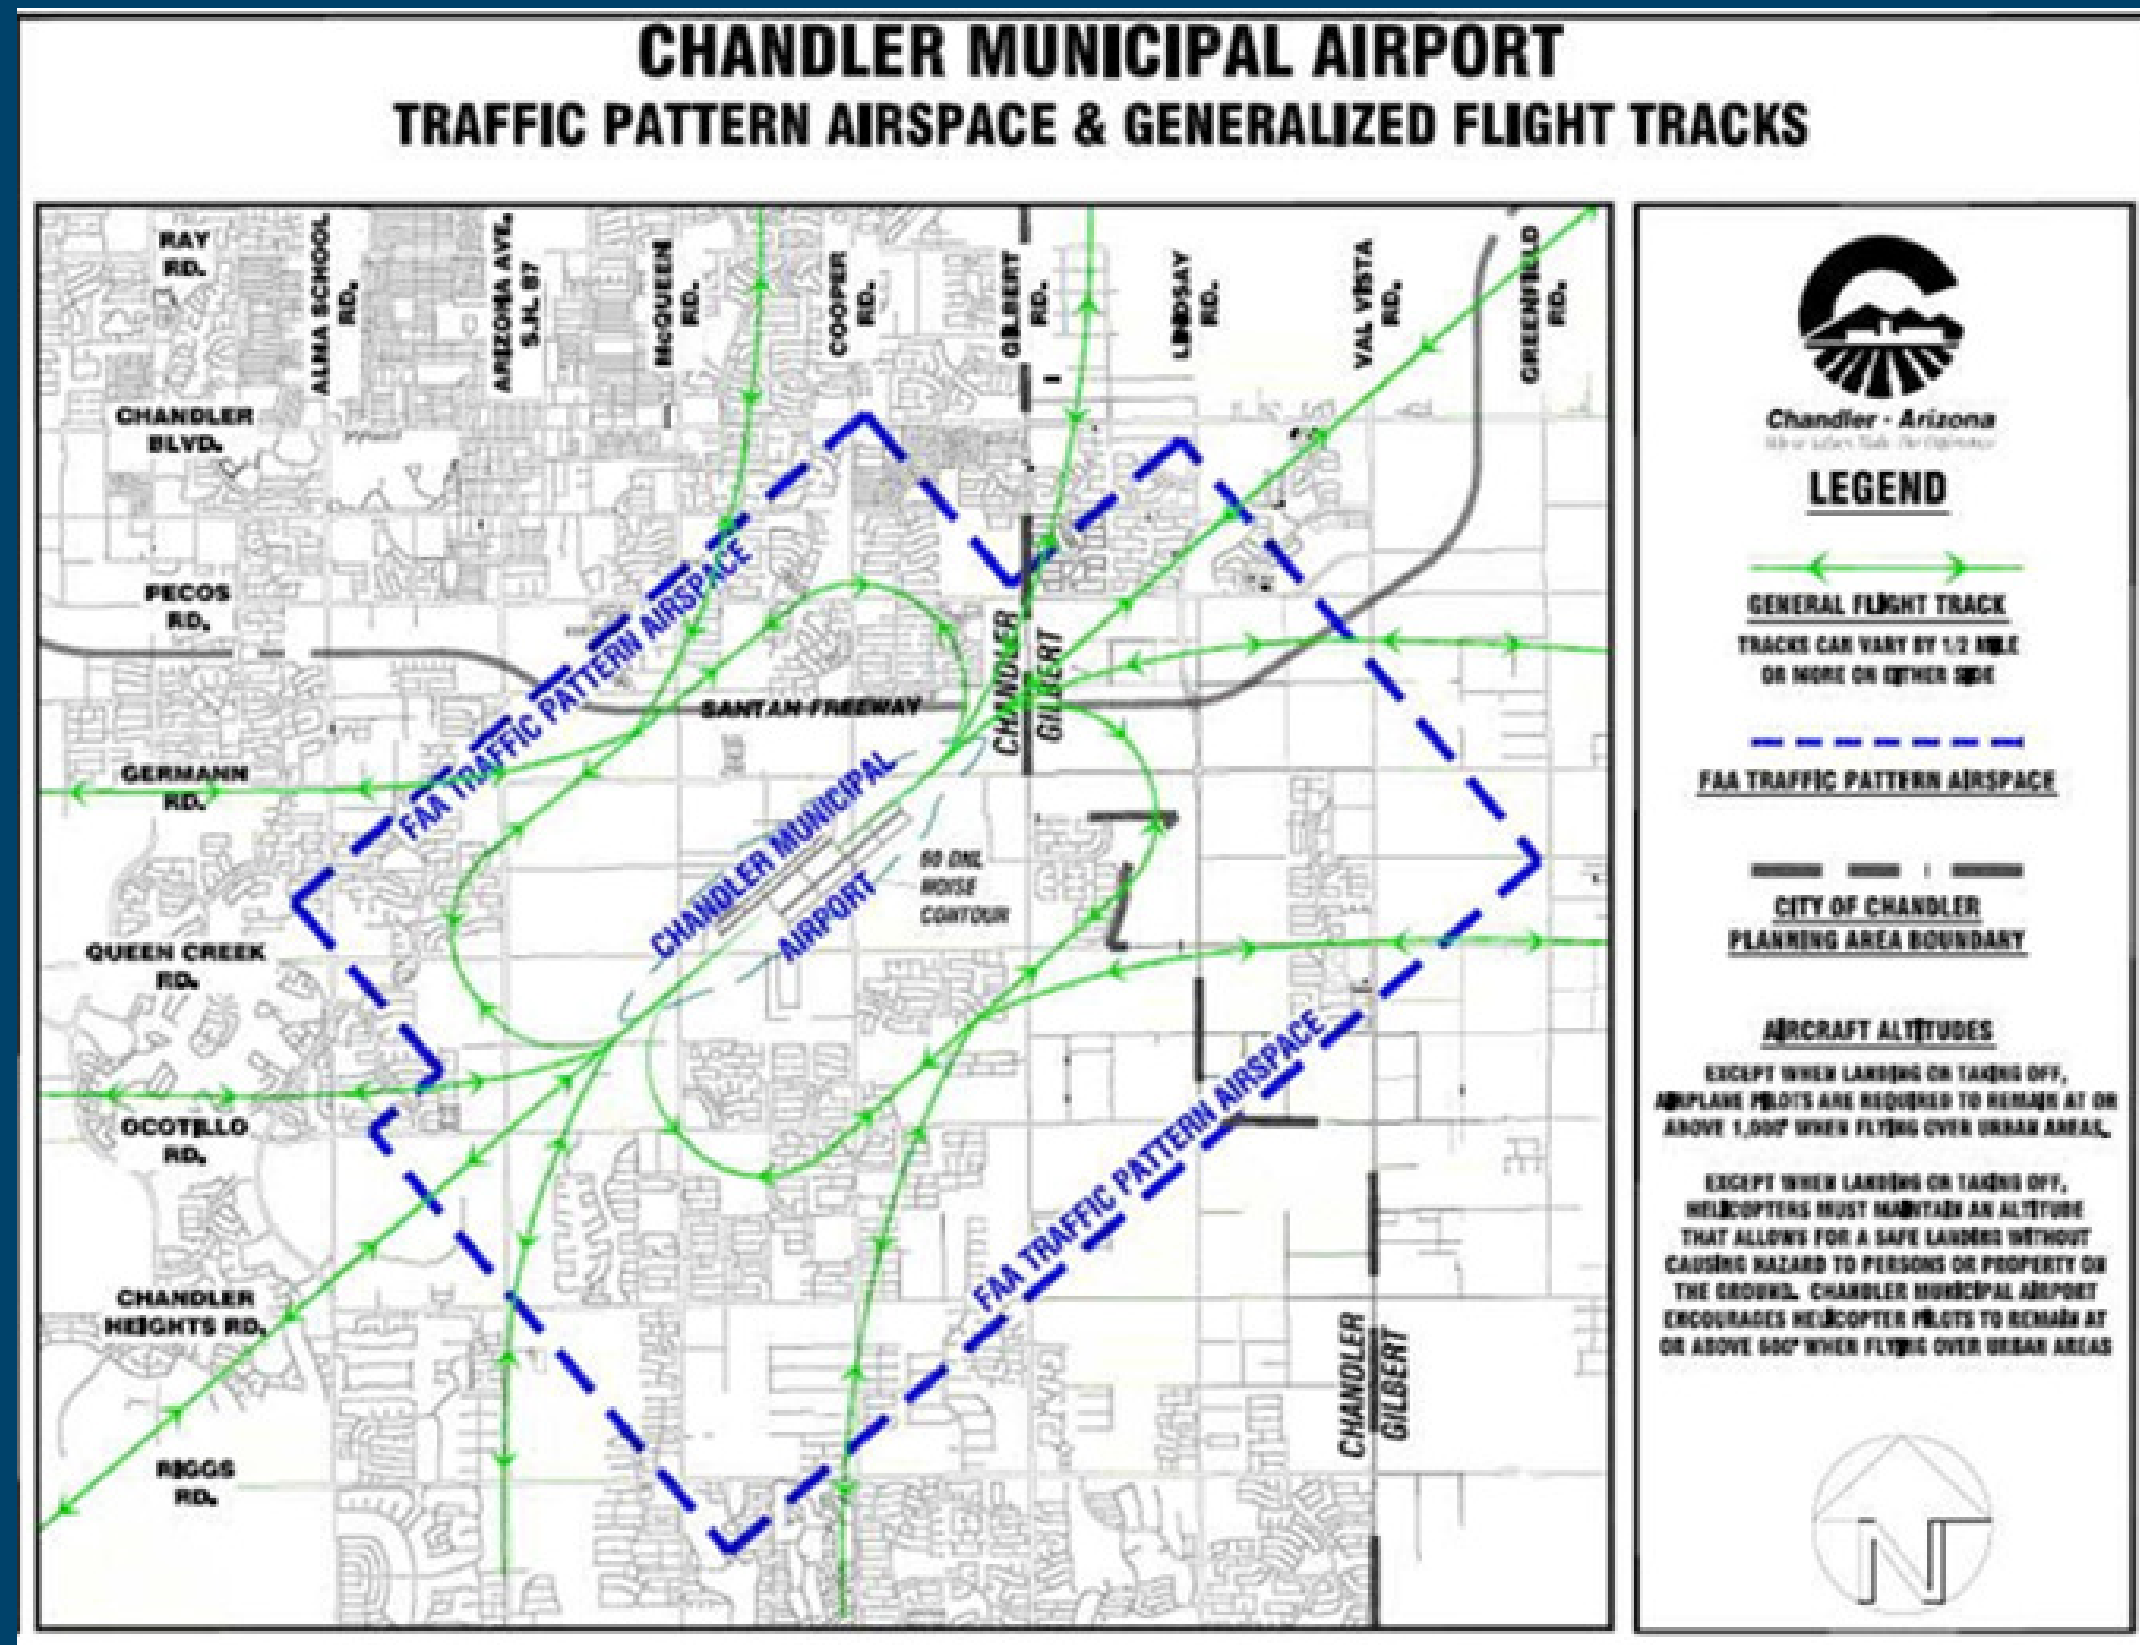 CHANDLER MUNICIPAL AIRPORT
TRAFFIC PATTERN AIRSPACE & GENERALIZED FLIGHT TRACKS
RAY
RD.
ALMA SCHOOL
RD.
ARIZONA AVE.
S.H. 87
McQUEEN
RD.
COOPER
RD.
GILBERT
RD.
LINDSAY
RD.
VAL VISTA
RD.
GREENFIELD
RD.
CHANDLER
BLVD.
PECOS
RD.
GERMANN
RD.
QUEEN CREEK
RD.
OCOTILLO
RD.
CHANDLER
HEIGHTS RD.
RIGGS
RD.
FAA TRAFFIC PATTERN AIRSPACE
SANTAN FREEWAY
CHANDLER
GILBERT
CHANDLER MUNICIPAL
AIRPORT
60 DNL
NOISE
CONTOUR
FAA TRAFFIC PATTERN AIRSPACE
CHANDLER
GILBERT
Chandler - Arizona
LEGEND
GENERAL FLIGHT TRACK
TRACKS CAN VARY BY 1/2 MILE
OR MORE ON EITHER SIDE
FAA TRAFFIC PATTERN AIRSPACE
CITY OF CHANDLER
PLANNING AREA BOUNDARY
AIRCRAFT ALTITUDES
EXCEPT WHEN LANDING OR TAKING OFF,
AIRPLANE PILOTS ARE REQUIRED TO REMAIN AT OR
ABOVE 1,000' WHEN FLYING OVER URBAN AREAS.
EXCEPT WHEN LANDING OR TAKING OFF,
HELICOPTERS MUST MAINTAIN AN ALTITUDE
THAT ALLOWS FOR A SAFE LANDING WITHOUT
CAUSING HAZARD TO PERSONS OR PROPERTY ON
THE GROUND. CHANDLER MUNICIPAL AIRPORT
ENCOURAGES HELICOPTER PILOTS TO REMAIN AT
OR ABOVE WHEN FLYING OVER URBAN AREAS
N